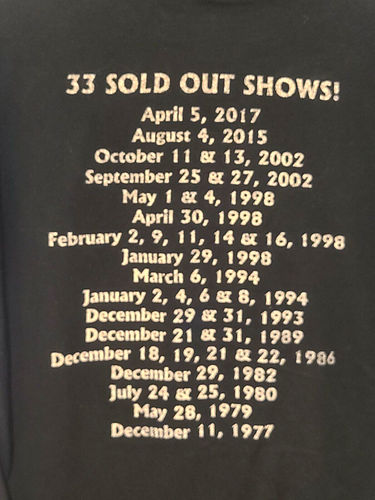 33 SOLD OUT SHOWS!
April 5, 2017
August 4, 2015
October 11 & 13, 2002
September 25 & 27, 2002
May 1 & 4, 1998
April 30, 1998
February 2, 9, 11, 14 & 16, 1998
January 29, 1998
March 6, 1994
January 2, 4, 6 & 8, 1994
December 29 & 31, 1993
December 21 & 31, 1989
December 18, 19, 21 & 22, 1986
December 29, 1982
July 24 & 25, 1980
May 28, 1979
December 11, 1977